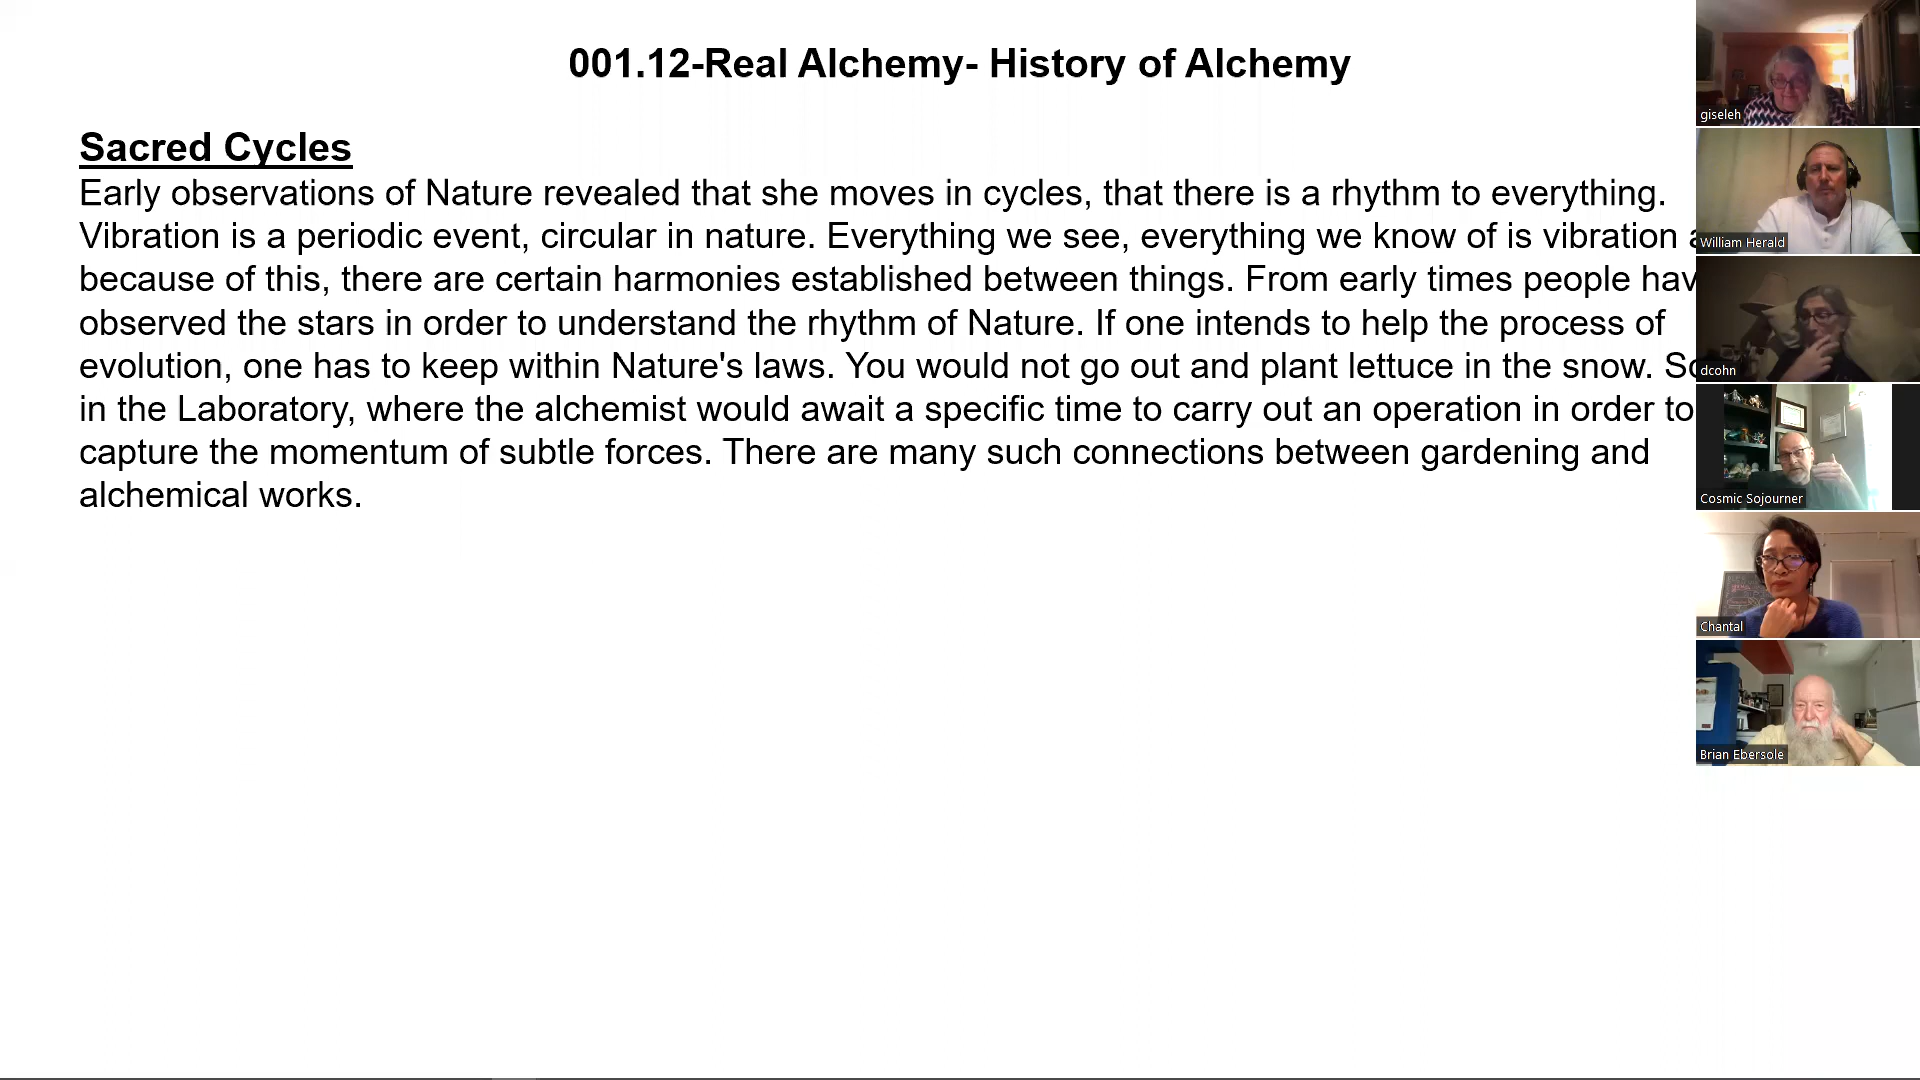 001.12-Real Alchemy- History of Alchemy
Sacred Cycles
Early observations of Nature revealed that she moves in cycles, that there is a rhythm to everything.
Vibration is a periodic event, circular in nature. Everything we see, everything we know of is vibration
because of this, there are certain harmonies established between things. From early times people hav
observed the stars in order to understand the rhythm of Nature. If one intends to help the process of
evolution, one has to keep within Nature's laws. You would not go out and plant lettuce in the snow. So
in the Laboratory, where the alchemist would await a specific time to carry out an operation in order to
capture the momentum of subtle forces. There are many such connections between gardening and
alchemical works.
giseleh
William Herald
dcohn
Cosmic Sojourner
Chantal
Brian Ebersole